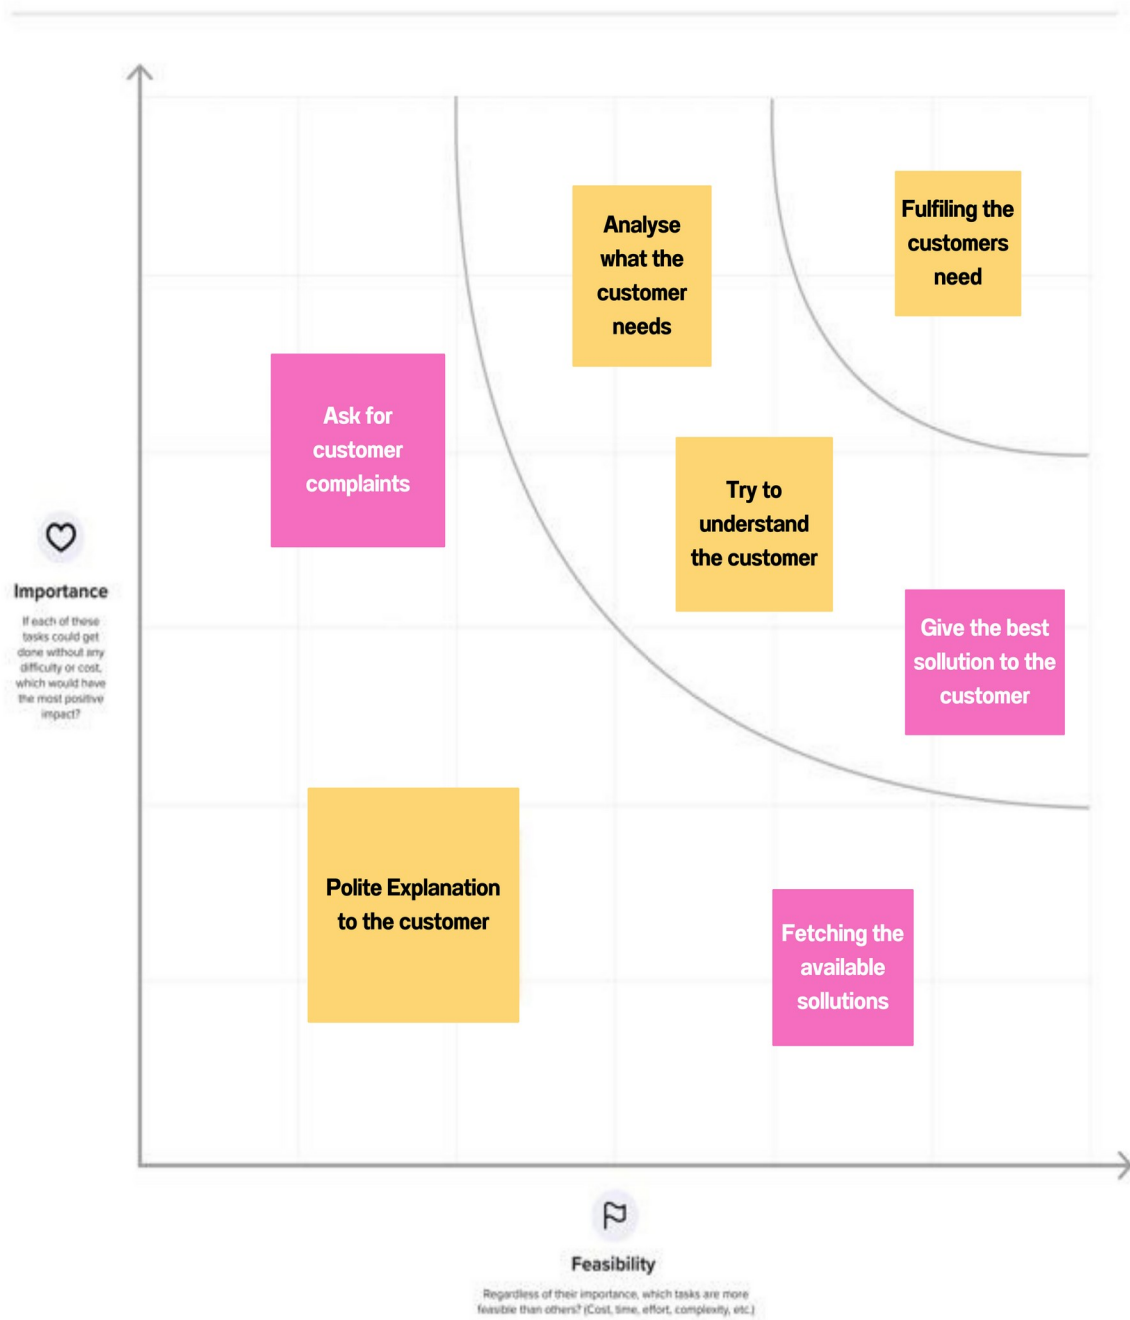 Fulfiling the
customers
need
Analyse
what the
customer
needs
Ask for
customer
complaints
Try to
understand
the customer
Importance
If each of these
tasks could get
done without any
difficulty or cost,
which would have
the most positive
impact?
Give the best
sollution to the
customer
Polite Explanation
to the customer
Fetching the
available
sollutions
Feasibility
Regardless of their importance, which tasks are more
feasible than others? (Cost, time, effort, complexity, etc.)